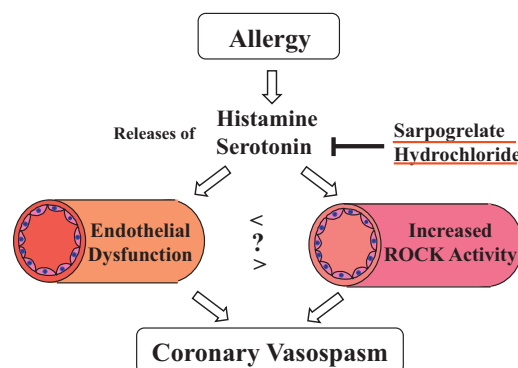 Allergy
Releases of
Histamine
Serotonin
Sarpogrelate
Hydrochloride
Endothelial
Dysfunction
<
?
>
Increased
ROCK Activity
Coronary Vasospasm